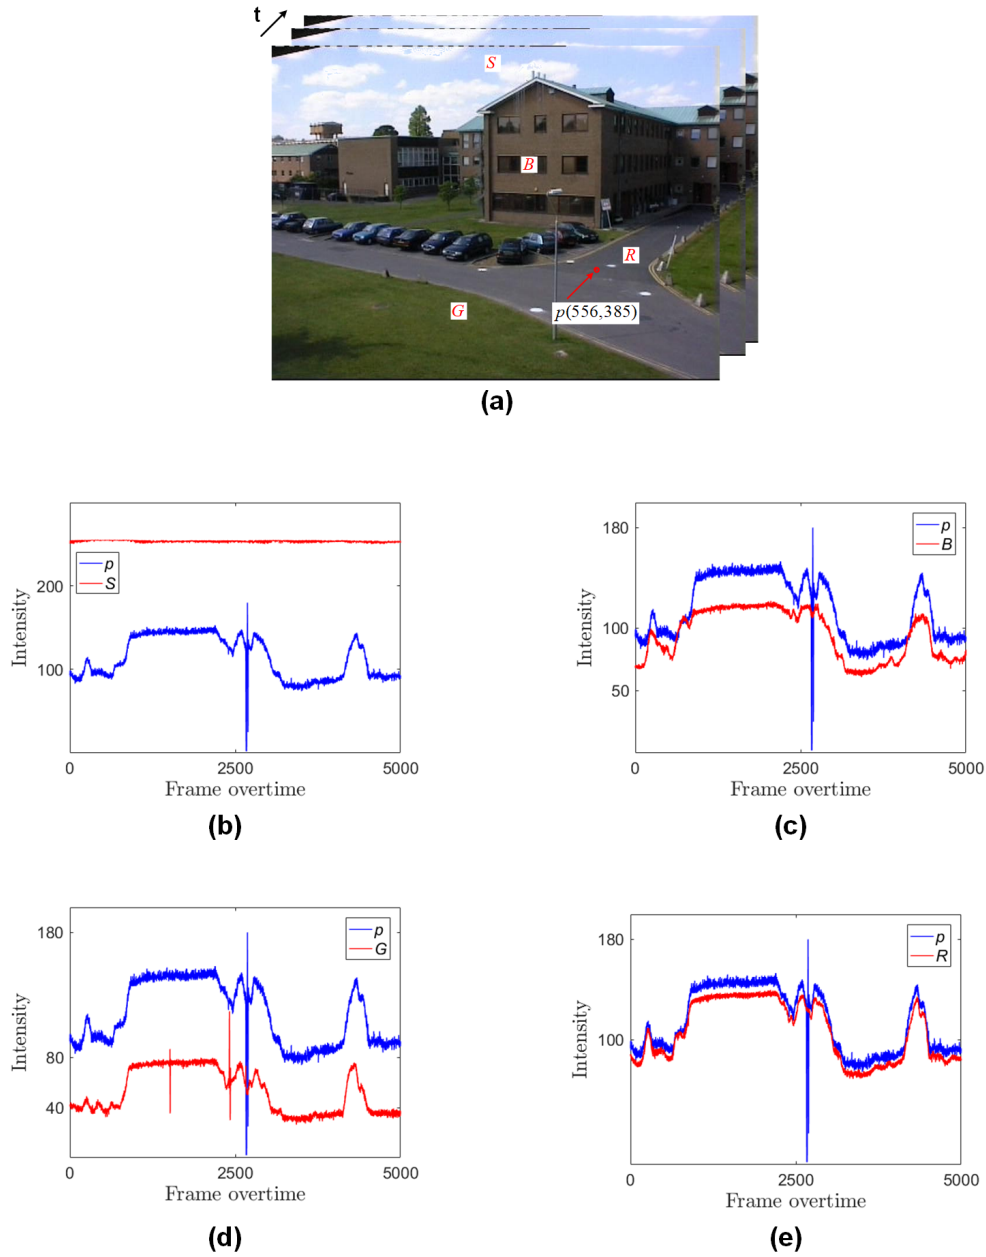 t
S
B
R
G
p(556,385)
(a)
200
100
Intensity
p
S
0
2500
5000
Frame overtime
(b)
180
100
50
Intensity
p
B
0
2500
5000
Frame overtime
(c)
180
80
40
Intensity
p
G
0
2500
5000
Frame overtime
(d)
180
100
Intensity
p
R
0
2500
5000
Frame overtime
(e)